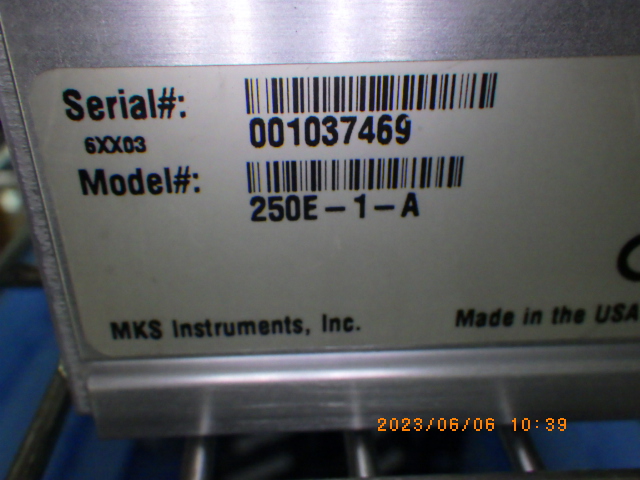 Serial#:
001037469
6XX03
Model#:
250E-1-A
MKS Instruments, Inc.
Made in the USA
2023/06/06 10:39